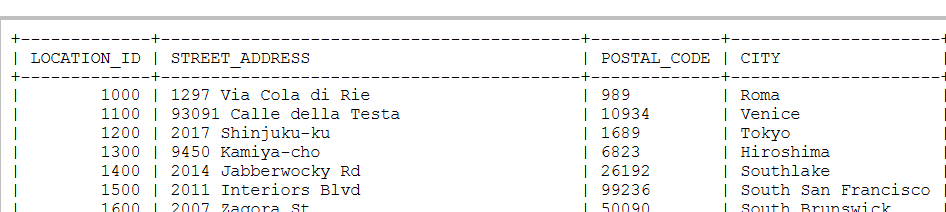 +-------------+------------------------------------------+-------------+---------------------+
| LOCATION_ID | STREET_ADDRESS | POSTAL_CODE | CITY |
+-------------+------------------------------------------+-------------+---------------------+
| 1000 | 1297 Via Cola di Rie | 989 | Roma |
| 1100 | 93091 Calle della Testa | 10934 | Venice |
| 1200 | 2017 Shinjuku-ku | 1689 | Tokyo |
| 1300 | 9450 Kamiya-cho | 6823 | Hiroshima |
| 1400 | 2014 Jabberwocky Rd | 26192 | Southlake |
| 1500 | 2011 Interiors Blvd | 99236 | South San Francisco |
| 1600 | 2007 Zagora St | 50090 | South Brunswick |